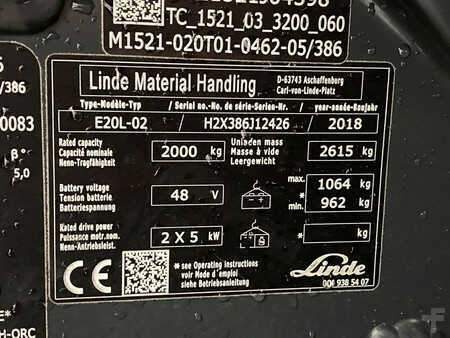 TC_1521_03_3200_060
M1521-020T01-0462-05/386
/386
0083
5,0
H-ORC
Linde Material Handling
D-63743 Aschaffenburg
Carl-von-Linde-Platz
Type-Modèle-Typ / Serial no.-No. de série-Serien-Nr. / year-année-Baujahr
E20L-02 / H2X386J12426 / 2018
Rated capacity
Capacité nominale
Nenn-Tragfähigkeit
2000 kg
Unladen mass
Masse à vide
Leergewicht
2615 kg
Battery voltage
Tension batterie
Batteriespannung
48 V
max. 1064 kg
* min. 962 kg
Rated drive power
Puissance motr.nom.
Nenn-Antriebsleist.
2 X 5 kW
* kg
CE
* see Operating instructions
voir Mode d´emploi
siehe Betriebsanleitung
Linde
000 938 54 07